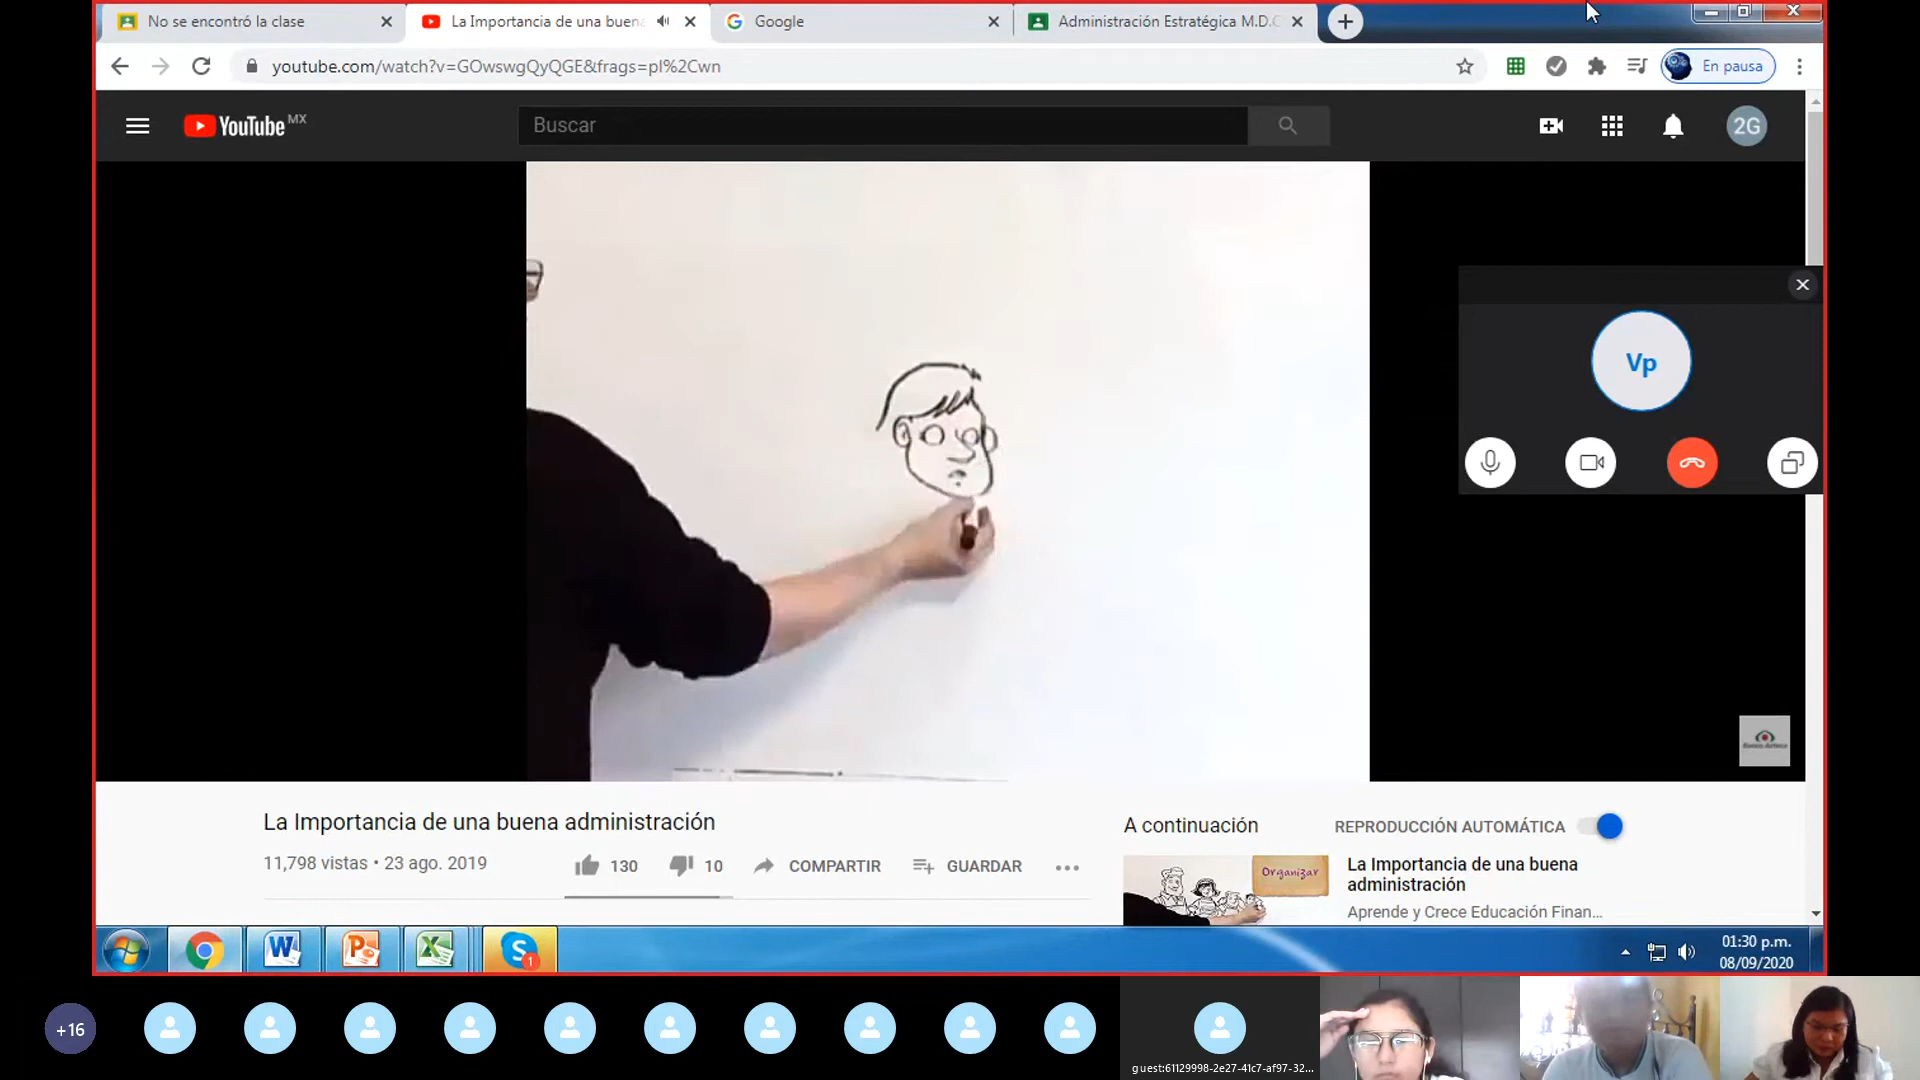 No se encontró la clase
La Importancia de una buena
Google
Administración Estratégica M.D.C
youtube.com/watch?v=GOwswgQyQGE&frags=pl%2Cwn
En pausa
YouTube MX
Buscar
2G
Vp
La Importancia de una buena administración
11,798 vistas • 23 ago. 2019
130
10
COMPARTIR
GUARDAR
A continuación
REPRODUCCIÓN AUTOMÁTICA
Organizar
La Importancia de una buena
administración
Aprende y Crece Educación Finan...
1
01:30 p.m.
08/09/2020
+16
guest:61129998-2e27-41c7-af97-32...